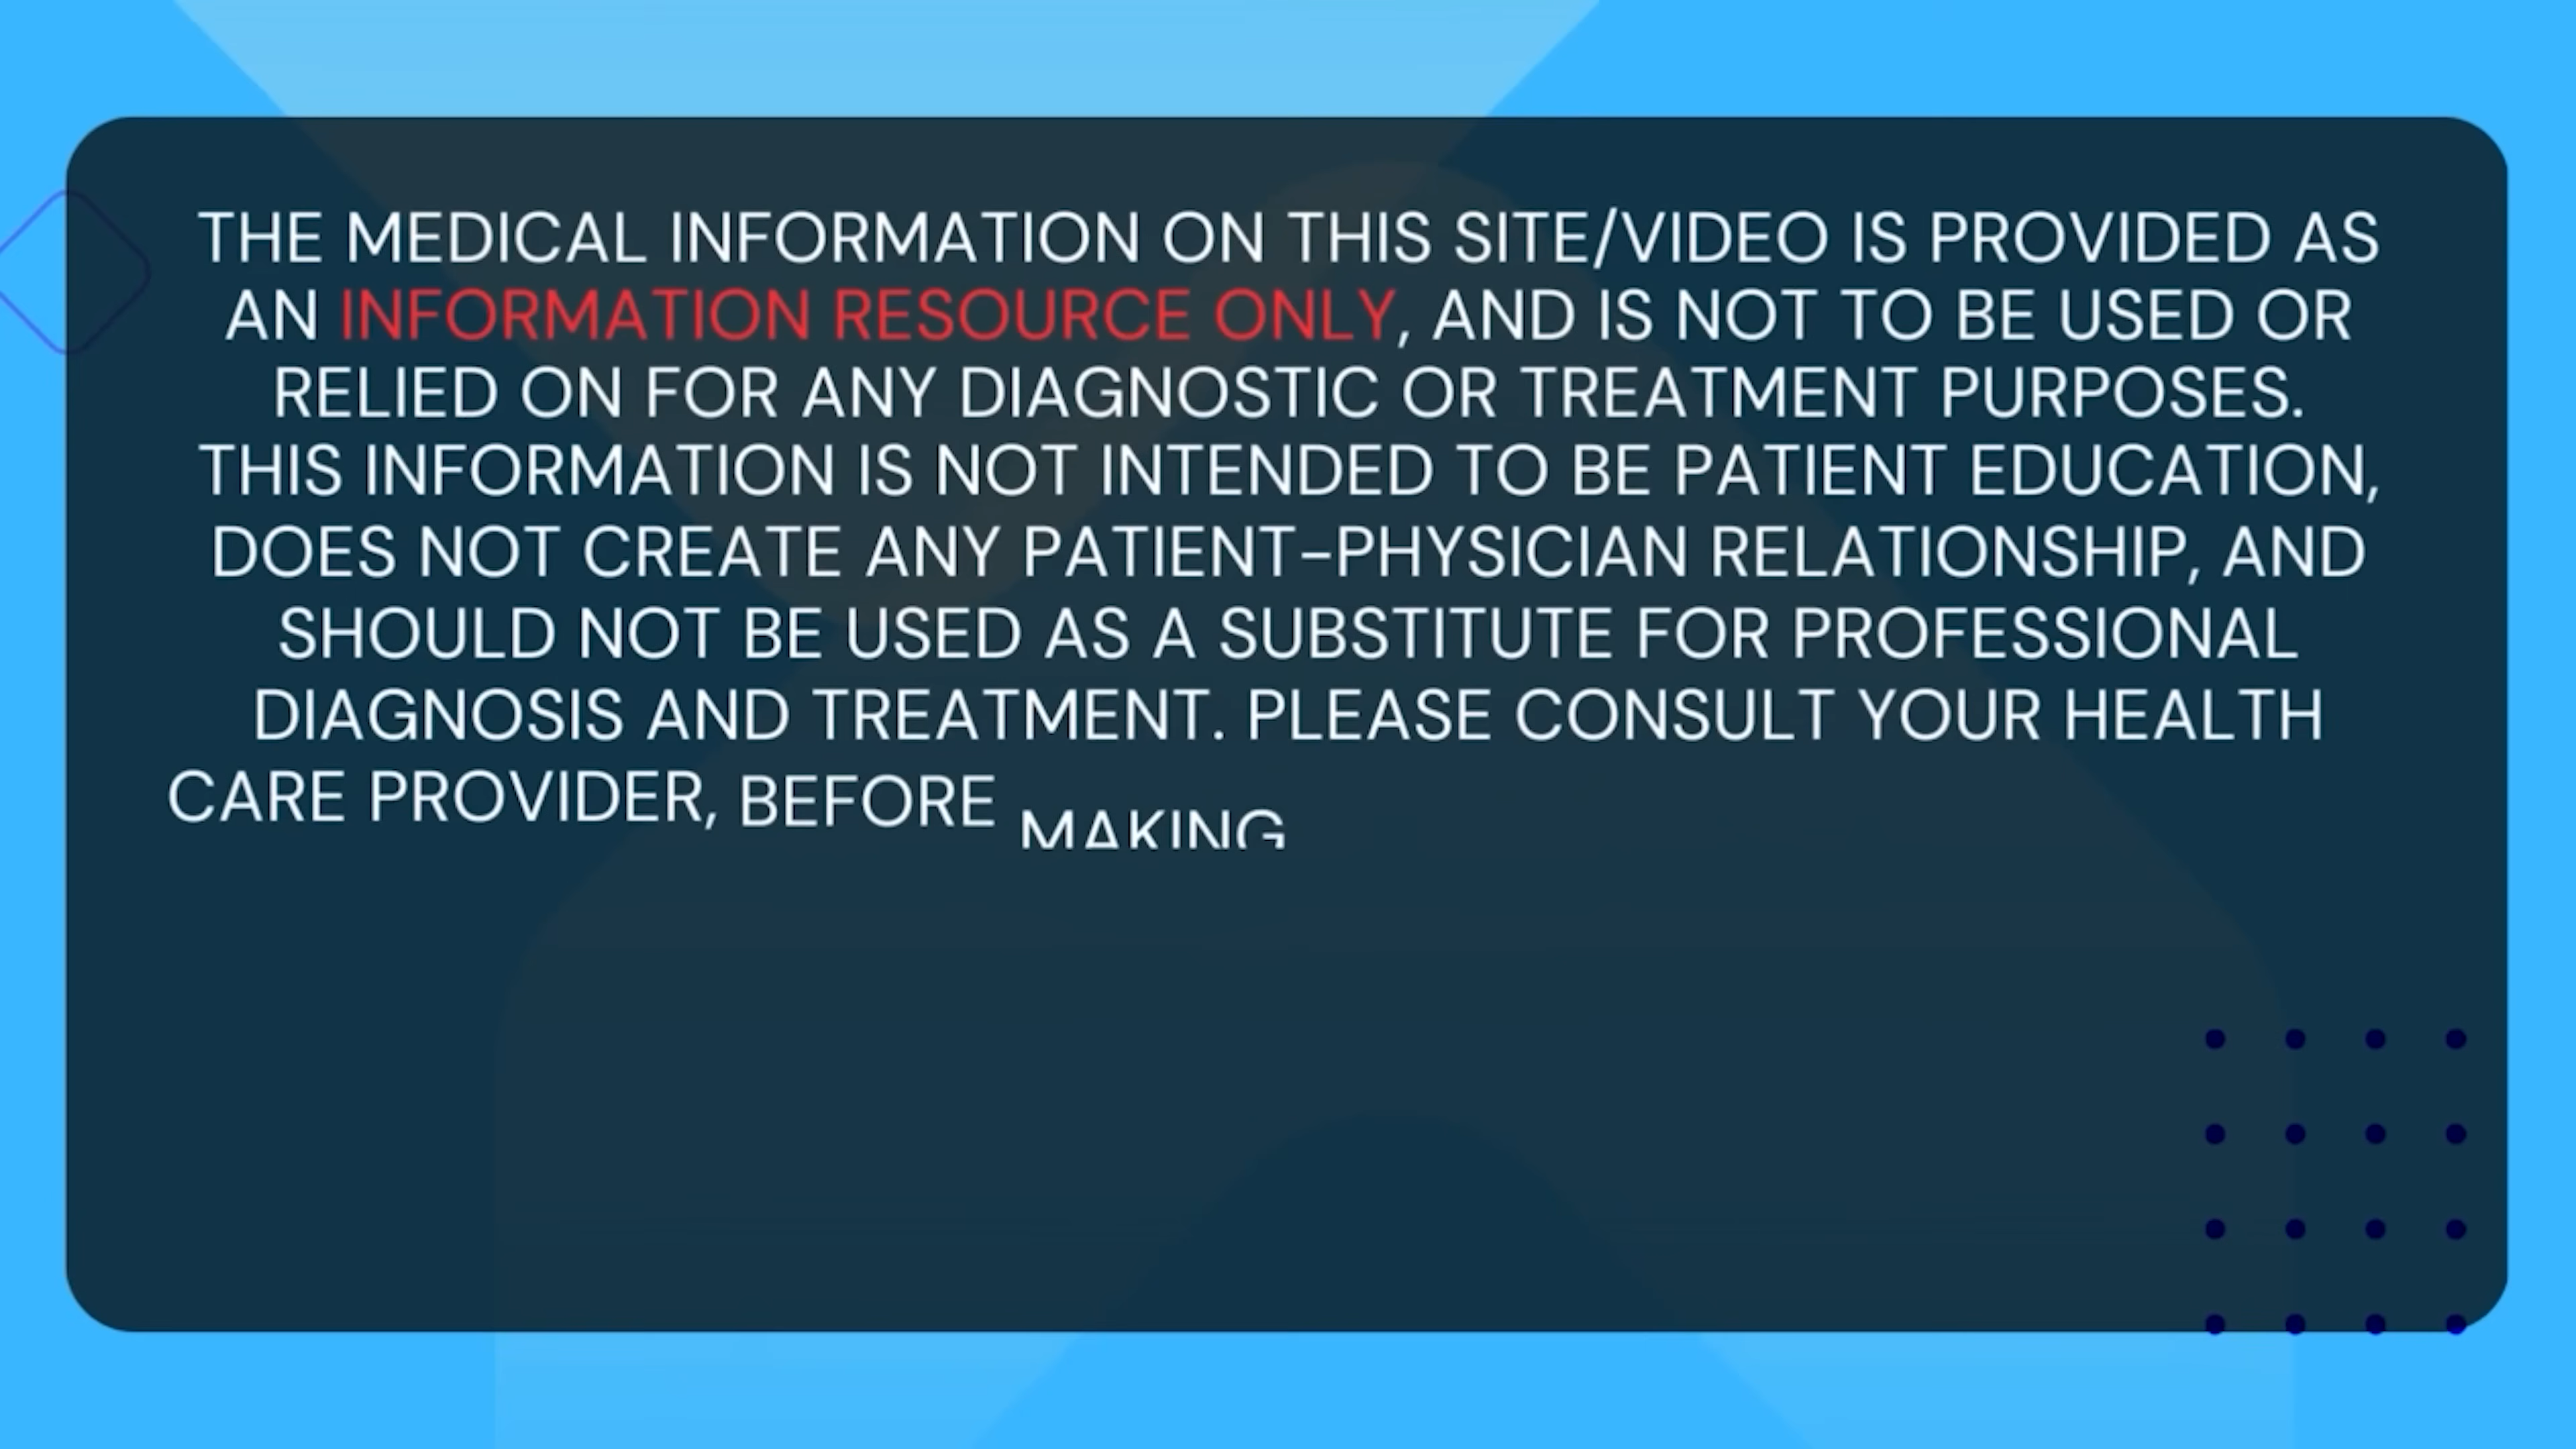 THE MEDICAL INFORMATION ON THIS SITE/VIDEO IS PROVIDED AS
AN INFORMATION RESOURCE ONLY, AND IS NOT TO BE USED OR
RELIED ON FOR ANY DIAGNOSTIC OR TREATMENT PURPOSES.
THIS INFORMATION IS NOT INTENDED TO BE PATIENT EDUCATION,
DOES NOT CREATE ANY PATIENT-PHYSICIAN RELATIONSHIP, AND
SHOULD NOT BE USED AS A SUBSTITUTE FOR PROFESSIONAL
DIAGNOSIS AND TREATMENT. PLEASE CONSULT YOUR HEALTH
CARE PROVIDER, BEFORE MAKING